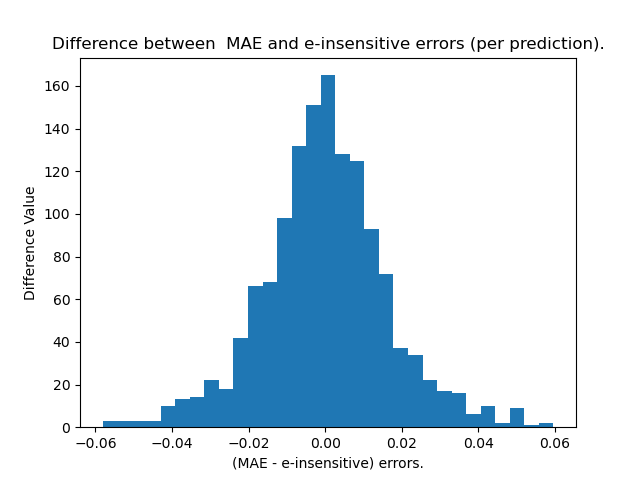 Difference between  MAE and e-insensitive errors (per prediction).
160
140
120
100
80
60
40
20
0
Difference Value
−0.06 −0.04 −0.02 0.00 0.02 0.04 0.06
(MAE - e-insensitive) errors.